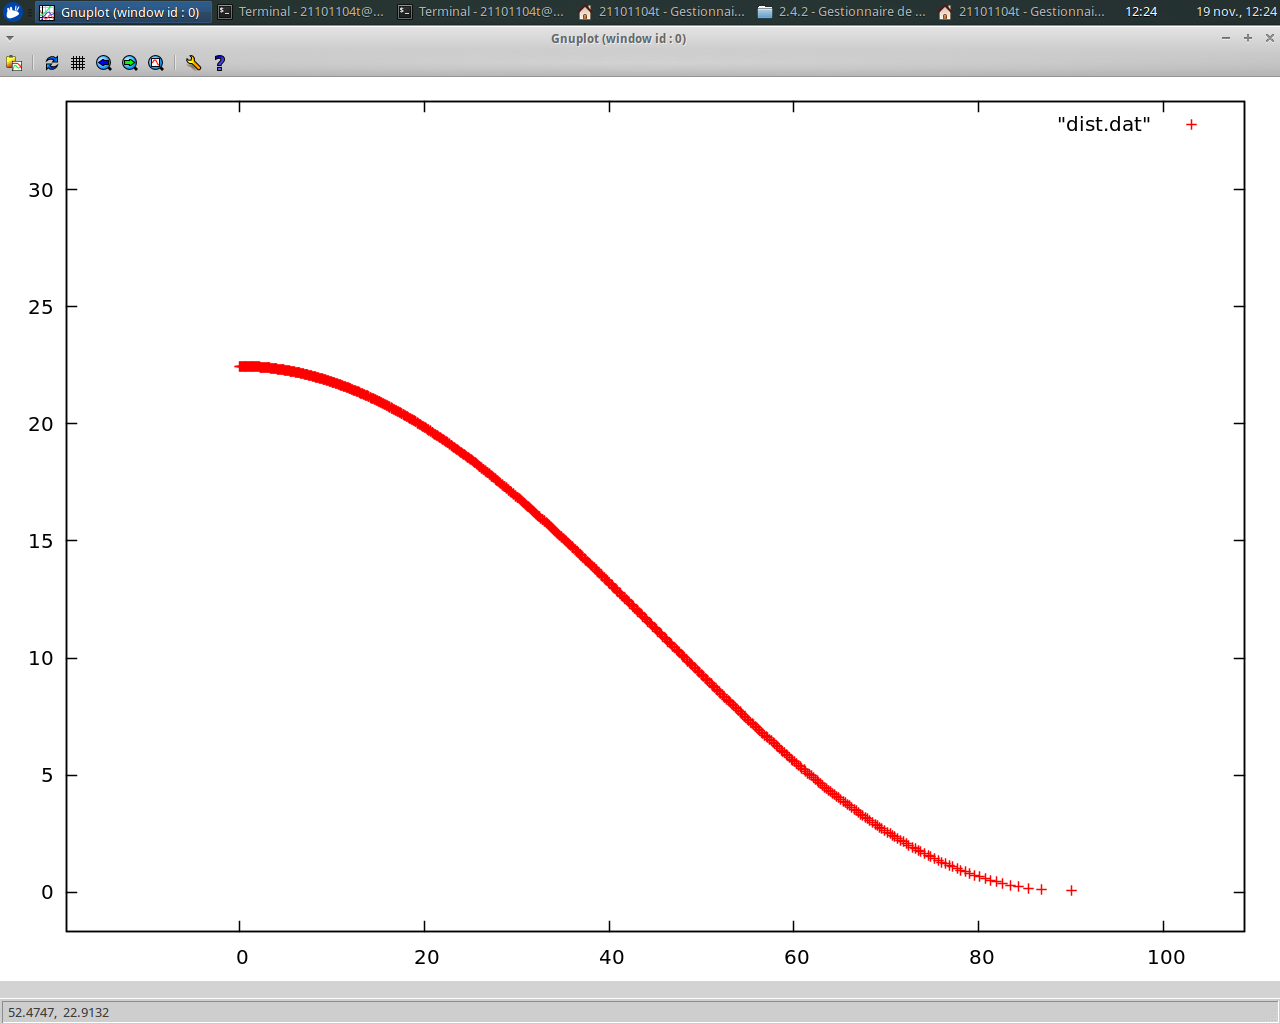 Gnuplot (window id : 0) Terminal - 21101104t@... Terminal - 21101104t@... 21101104t - Gestionnai... 2.4.2 - Gestionnaire de ... 21101104t - Gestionnai... 12:24 19 nov., 12:24
Gnuplot (window id : 0)
"dist.dat"
30
25
20
15
10
5
0
0 20 40 60 80 100
52.4747, 22.9132